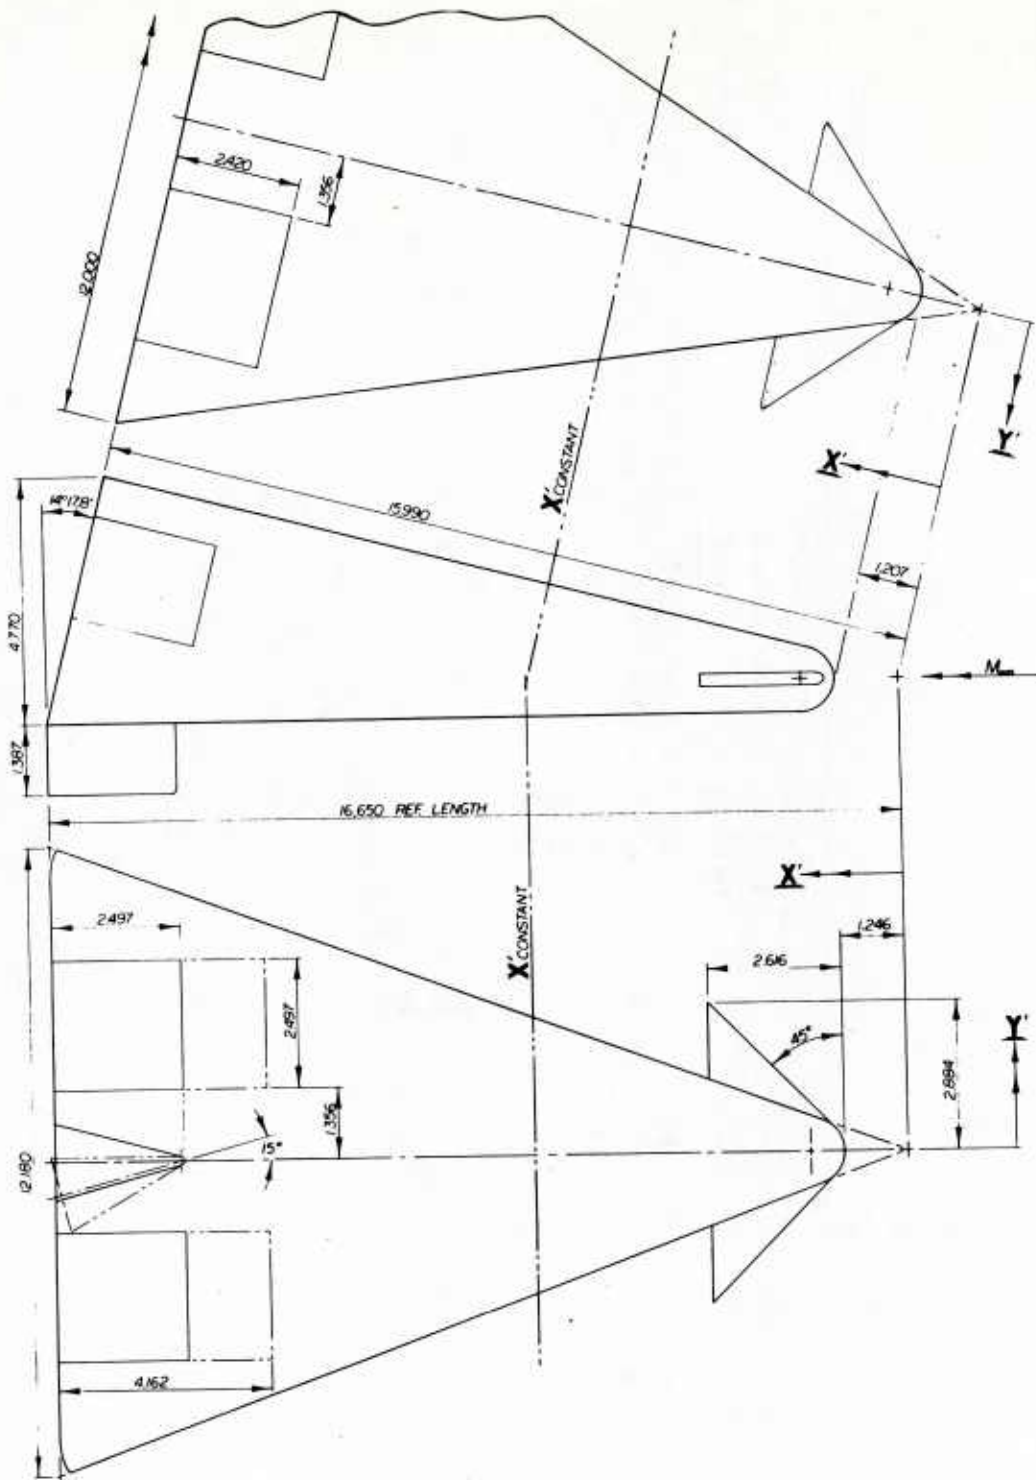 2.420
1.356
12.000
X' CONSTANT
Y'
X'
15.990
14°17.8'
1.207
4.770
1.387
16.650 REF. LENGTH
X'
X' CONSTANT
1.246
2.497
2.616
2.497
45°
Y'
2.884
1.356
15°
12.180
4.162